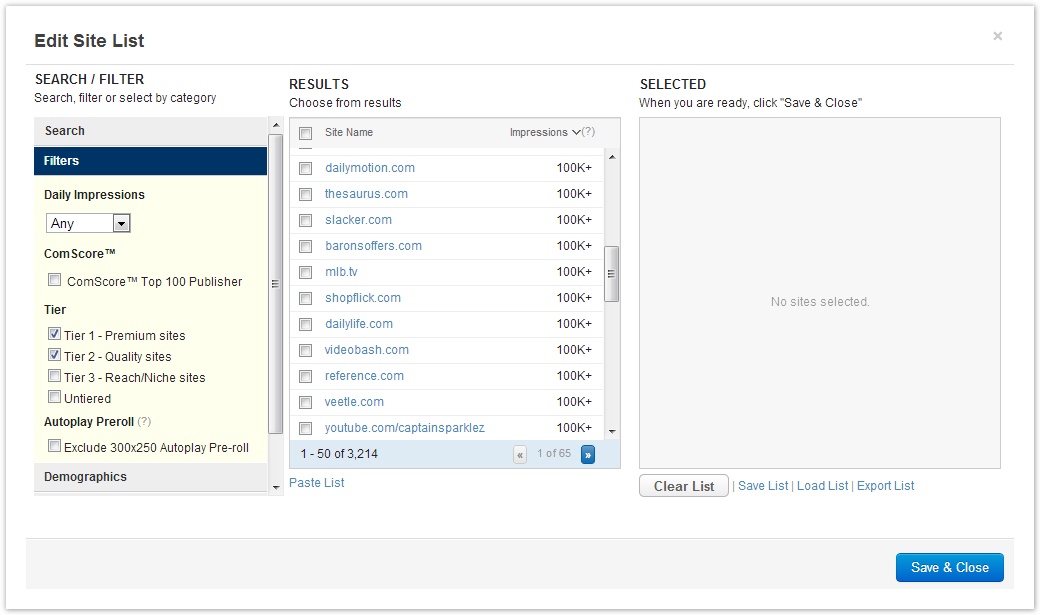 Edit Site List
×
SEARCH / FILTER
Search, filter or select by category
Search
Filters
Daily Impressions
Any
ComScore™
ComScore™ Top 100 Publisher
Tier
Tier 1 - Premium sites
Tier 2 - Quality sites
Tier 3 - Reach/Niche sites
Untiered
Autoplay Preroll (?)
Exclude 300x250 Autoplay Pre-roll
Demographics
RESULTS
Choose from results
Site Name Impressions (?)
dailymotion.com 100K+
thesaurus.com 100K+
slacker.com 100K+
baronsoffers.com 100K+
mlb.tv 100K+
shopflick.com 100K+
dailylife.com 100K+
videobash.com 100K+
reference.com 100K+
veetle.com 100K+
youtube.com/captainsparklez 100K+
1 - 50 of 3,214 « 1 of 65 »
Paste List
SELECTED
When you are ready, click "Save & Close"
No sites selected.
Clear List | Save List | Load List | Export List
Save & Close